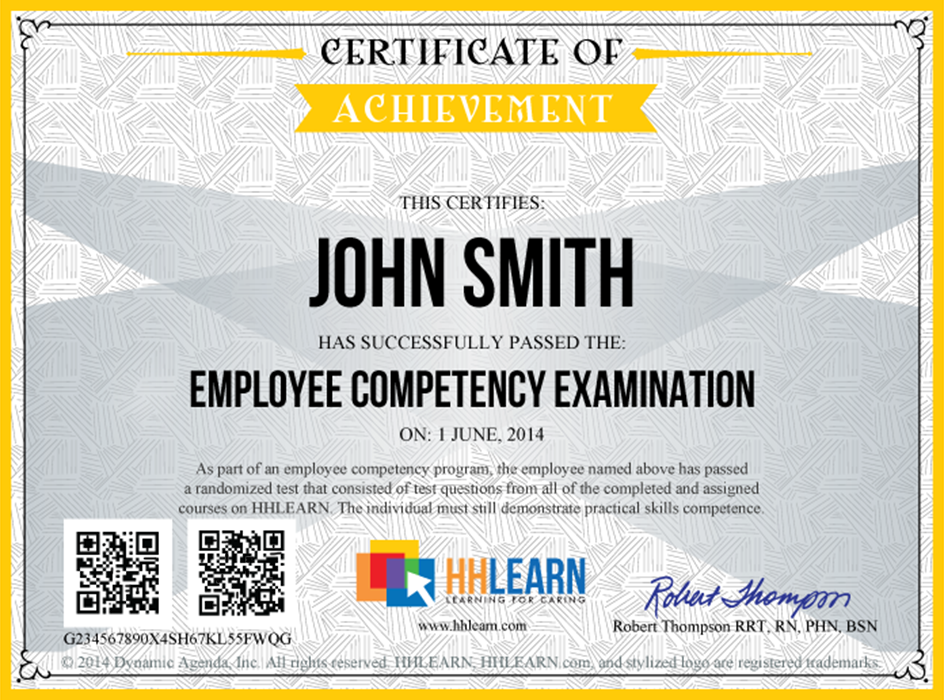 CERTIFICATE OF
ACHIEVEMENT
THIS CERTIFIES:
JOHN SMITH
HAS SUCCESSFULLY PASSED THE:
EMPLOYEE COMPETENCY EXAMINATION
ON: 1 JUNE, 2014
As part of an employee competency program, the employee named above has passed
a randomized test that consisted of test questions from all of the completed and assigned
courses on HHLEARN. The individual must still demonstrate practical skills competence.
HHLEARN
LEARNING FOR CARING
www.hhlearn.com
Robert Thompson
Robert Thompson RRT, RN, PHN, BSN
G234567890X4SH67KL55FWQG
© 2014 Dynamic Agenda, Inc. All rights reserved. HHLEARN, HHLEARN.com, and stylized logo are registered trademarks.